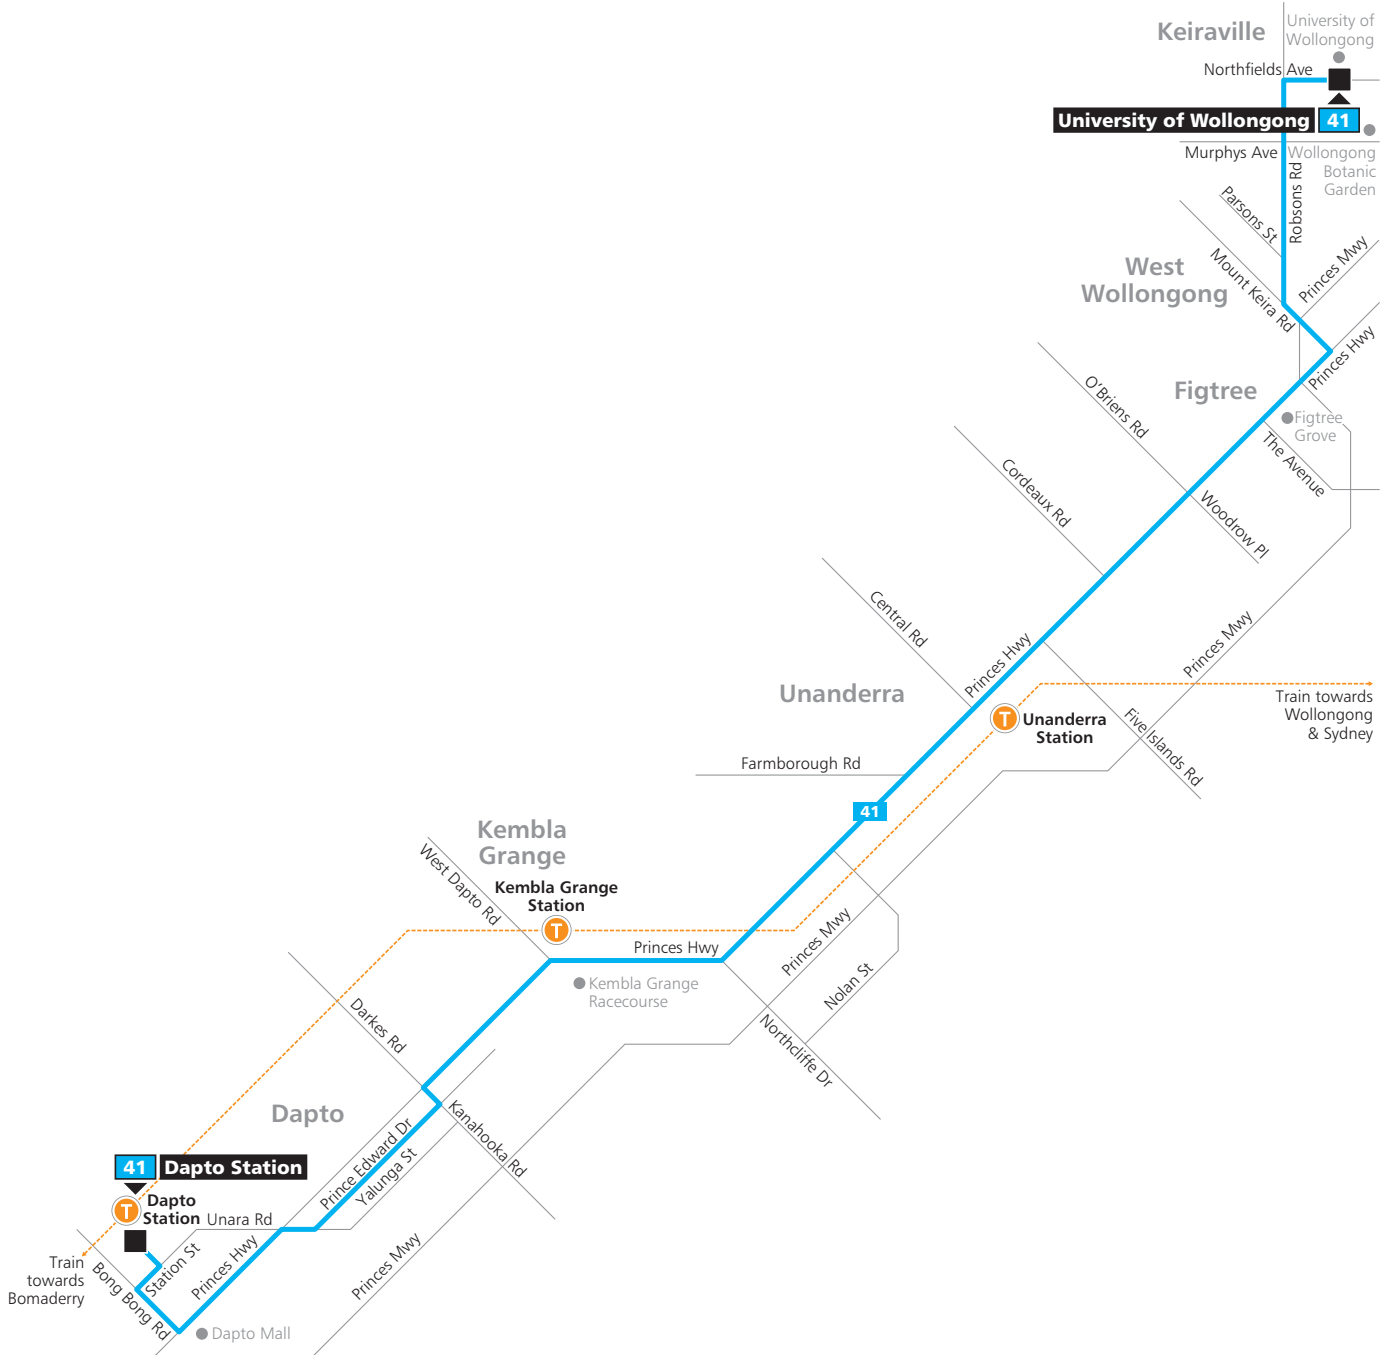 Keiraville
University of
Wollongong
Northfields Ave
University of Wollongong
41
Murphys Ave
Wollongong
Botanic
Garden
Robsons Rd
Parsons St
West
Wollongong
Mount Keira Rd
Princes Mwy
Princes Hwy
Figtree
O'Briens Rd
Figtree
Grove
The Avenue
Cordeaux Rd
Woodrow Pl
Central Rd
Princes Hwy
Princes Mwy
Unanderra
Train towards
Wollongong
& Sydney
T
Unanderra
Station
Five Islands Rd
Farmborough Rd
41
Kembla
Grange
West Dapto Rd
Kembla Grange
Station
T
Princes Hwy
Princes Mwy
Kembla Grange
Racecourse
Nolan St
Northcliffe Dr
Darkes Rd
Dapto
Kanahooka Rd
Prince Edward Dr
Yalunga St
41
Dapto Station
T
Dapto
Station
Unara Rd
Station St
Princes Hwy
Princes Mwy
Train
towards
Bomaderry
Bong Bong Rd
Dapto Mall